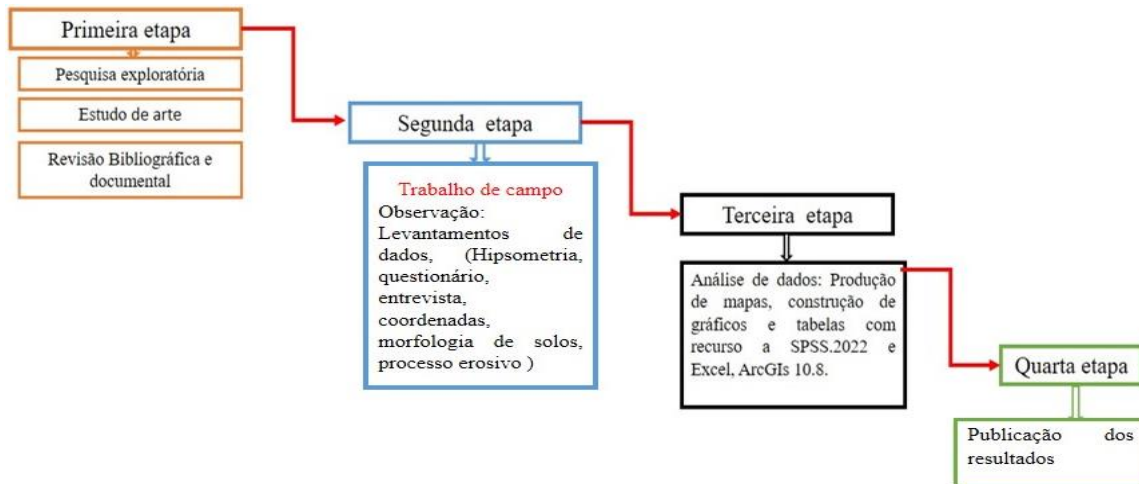 Primeira etapa
Pesquisa exploratória
Estudo de arte
Revisão Bibliográfica e
documental
Segunda etapa
Trabalho de campo
Observação:
Levantamentos de
dados, (Hipsometria,
questionário,
entrevista,
coordenadas,
morfologia de solos,
processo erosivo )
Terceira etapa
Análise de dados: Produção
de mapas, construção de
gráficos e tabelas com
recurso a SPSS.2022 e
Excel, ArcGIs 10.8.
Quarta etapa
Publicação dos
resultados